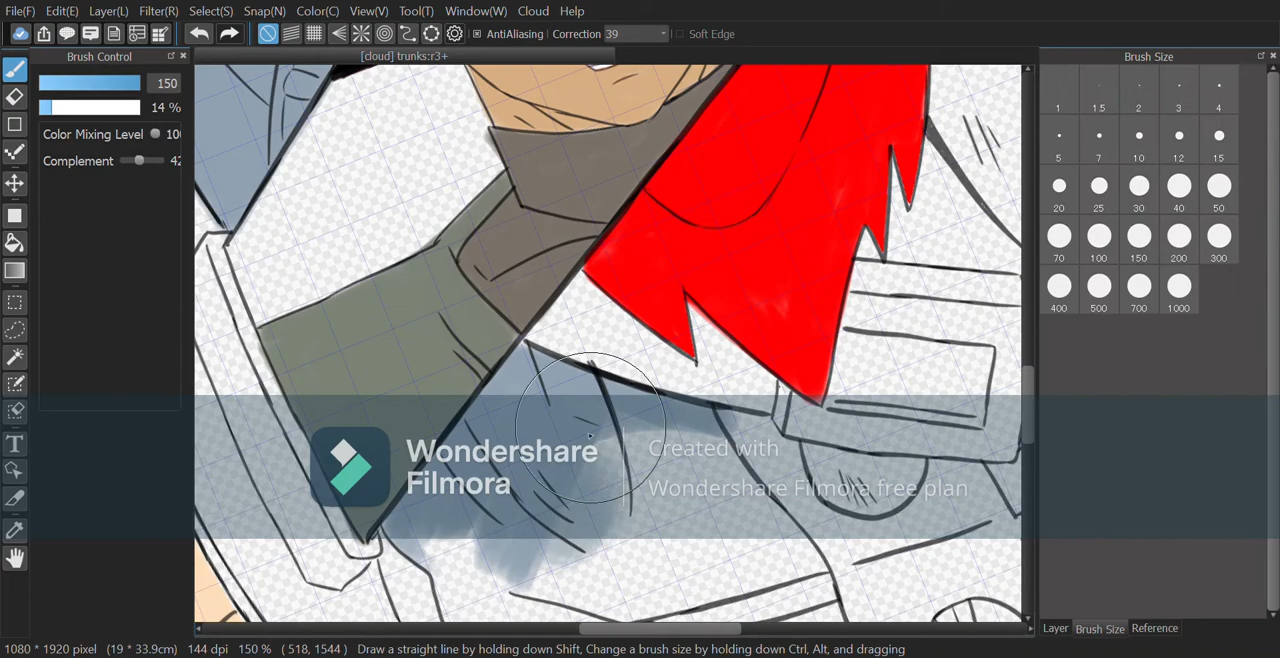 File(F) Edit(E) Layer(L) Filter(R) Select(S) Snap(N) Color(C) View(V) Tool(T) Window(W) Cloud Help
AntiAliasing Correction 39 Soft Edge
Brush Control
[cloud] trunks:r3+
Brush Size
150
14 %
Color Mixing Level 100
Complement 42
1 1.5 2 3 4
5 7 10 12 15
20 25 30 40 50
70 100 150 200 300
400 500 700 1000
Wondershare
Filmora
Created with
Wondershare Filmora free plan
Layer Brush Size Reference
1080 * 1920 pixel (19 * 33.9cm) 144 dpi 150 % ( 518, 1544 ) Draw a straight line by holding down Shift, Change a brush size by holding down Ctrl, Alt, and dragging